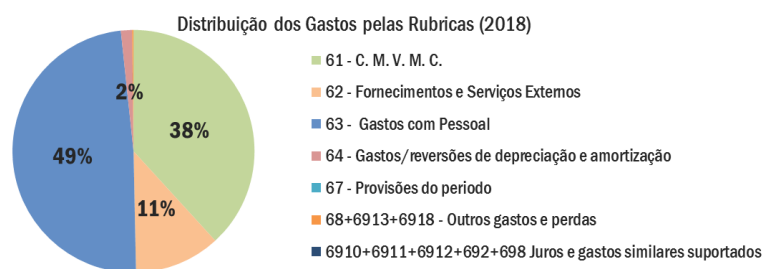 Distribuição dos Gastos pelas Rubricas (2018)
61 - C. M. V. M. C.
2%
62 - Fornecimentos e Serviços Externos
38%
63 - Gastos com Pessoal
49%
64 - Gastos/reversões de depreciação e amortização
67 - Provisões do periodo
11%
68+6913+6918 - Outros gastos e perdas
6910+6911+6912+692+698 Juros e gastos similares suportados